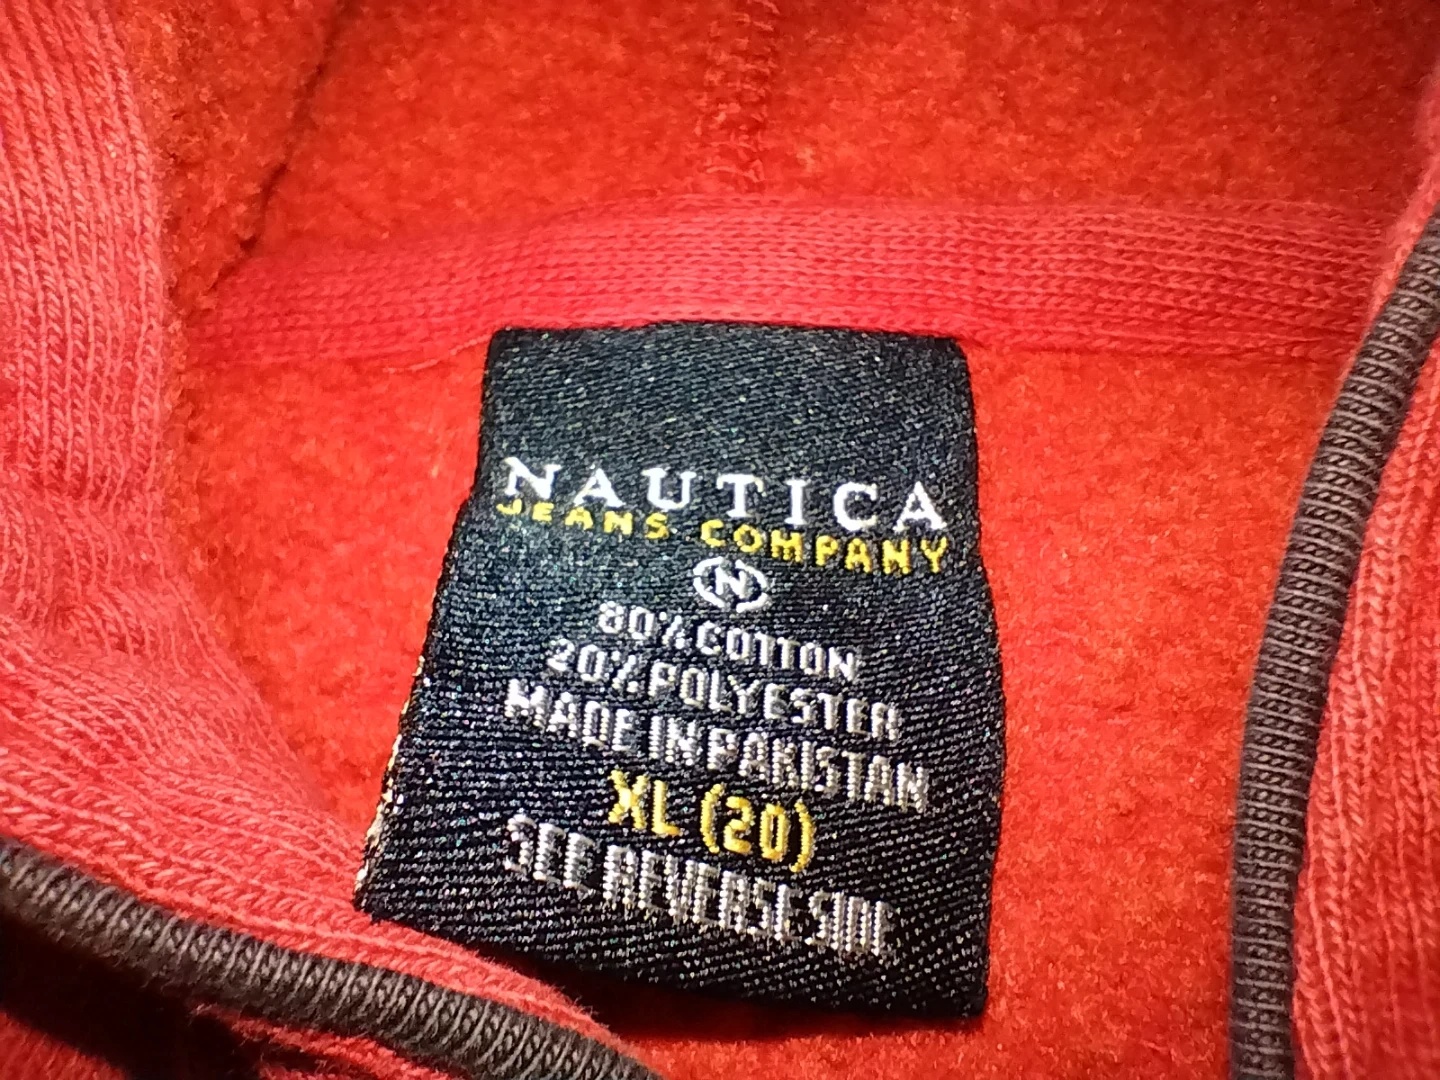 NAUTICA
JEANS COMPANY
N
80% COTTON
20% POLYESTER
MADE IN PAKISTAN
XL (20)
SEE REVERSE SIDE